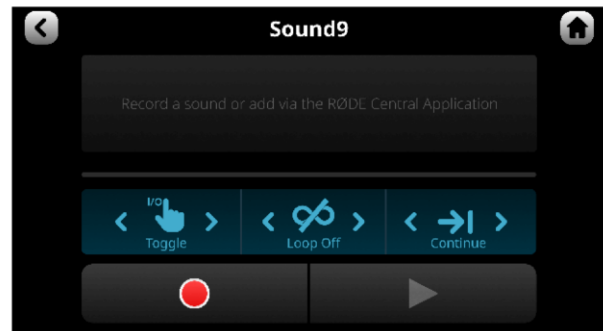 Sound9
Record a sound or add via the RØDE Central Application
I/O
Toggle
Loop Off
Continue